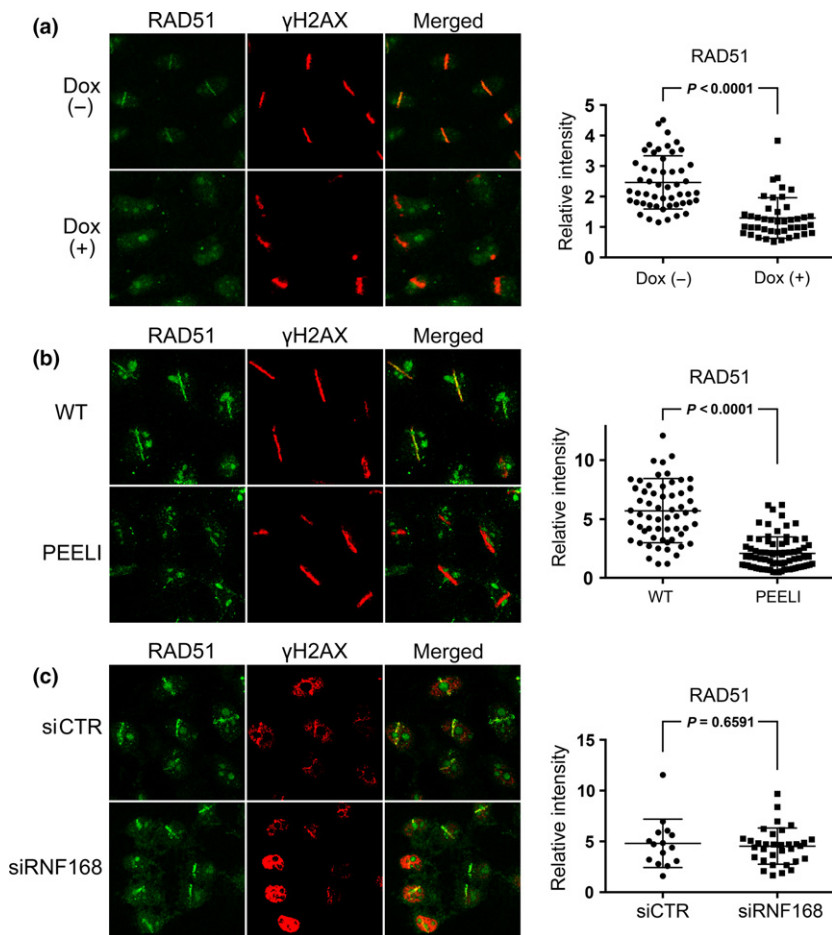 (a)
RAD51 γH2AX Merged
Dox
(–)
Dox
(+)
RAD51
P < 0.0001
Relative intensity
5
4
3
2
1
0
Dox (–) Dox (+)
(b)
RAD51 γH2AX Merged
WT
PEELI
RAD51
P < 0.0001
Relative intensity
10
5
0
WT PEELI
(c)
RAD51 γH2AX Merged
siCTR
siRNF168
RAD51
P = 0.6591
Relative intensity
15
10
5
0
siCTR siRNF168